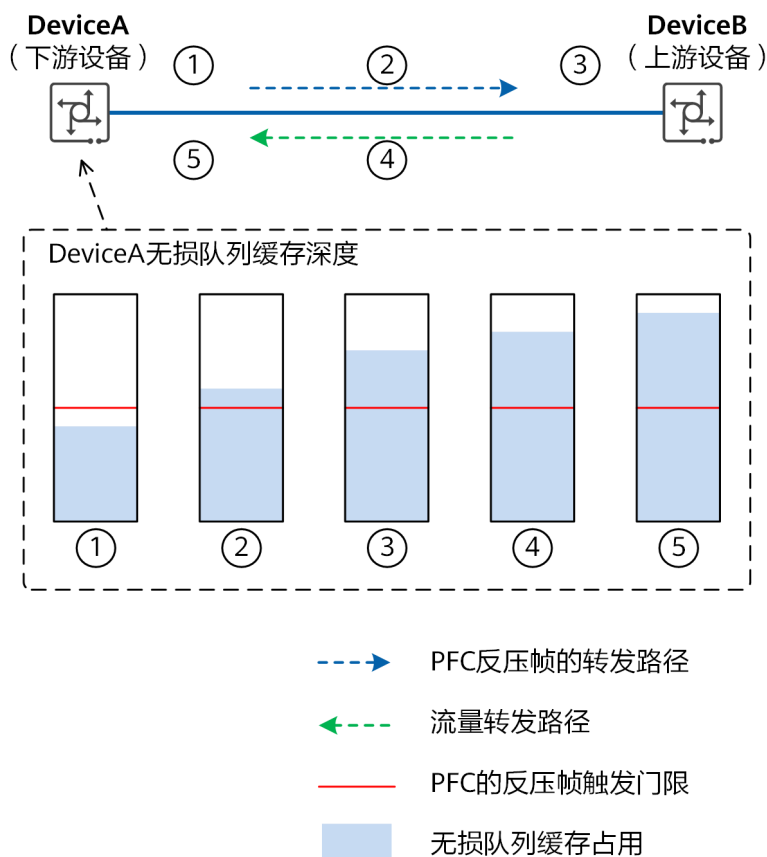 DeviceA
（下游设备）
DeviceB
（上游设备）
① ② ③
⑤ ④
DeviceA无损队列缓存深度
① ② ③ ④ ⑤
PFC反压帧的转发路径
流量转发路径
PFC的反压帧触发门限
无损队列缓存占用